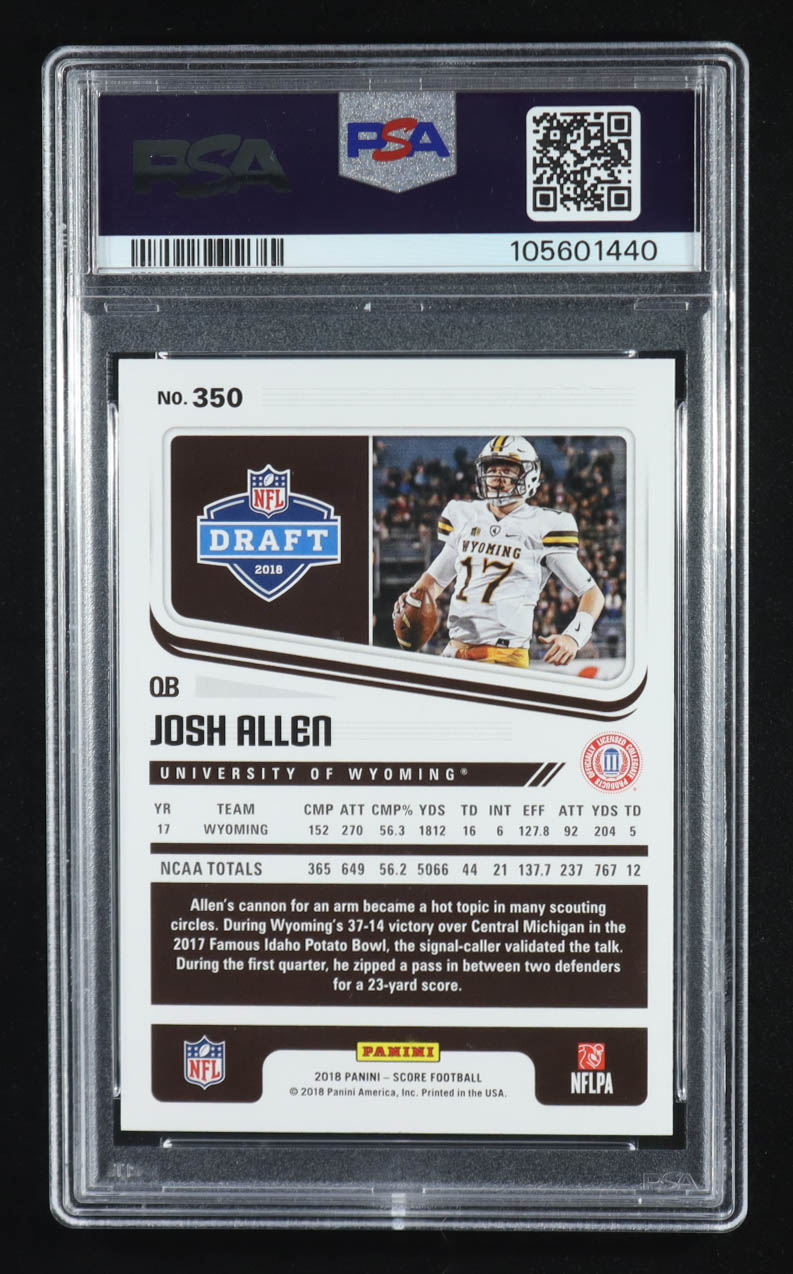 PSA
PSA
105601440
NO. 350
NFL
DRAFT
2018
WYOMING
17
17
QB
JOSH ALLEN
UNIVERSITY OF WYOMING®
OFFICIALLY LICENSED COLLEGIATE PRODUCTS
YR TEAM CMP ATT CMP% YDS TD INT EFF ATT YDS TD
17 WYOMING 152 270 56.3 1812 16 6 127.8 92 204 5
NCAA TOTALS 365 649 56.2 5066 44 21 137.7 237 767 12
Allen's cannon for an arm became a hot topic in many scouting
circles. During Wyoming's 37-14 victory over Central Michigan in the
2017 Famous Idaho Potato Bowl, the signal-caller validated the talk.
During the first quarter, he zipped a pass in between two defenders
for a 23-yard score.
NFL
PANINI
NFLPA
2018 PANINI – SCORE FOOTBALL
© 2018 Panini America, Inc. Printed in the USA.
PSA